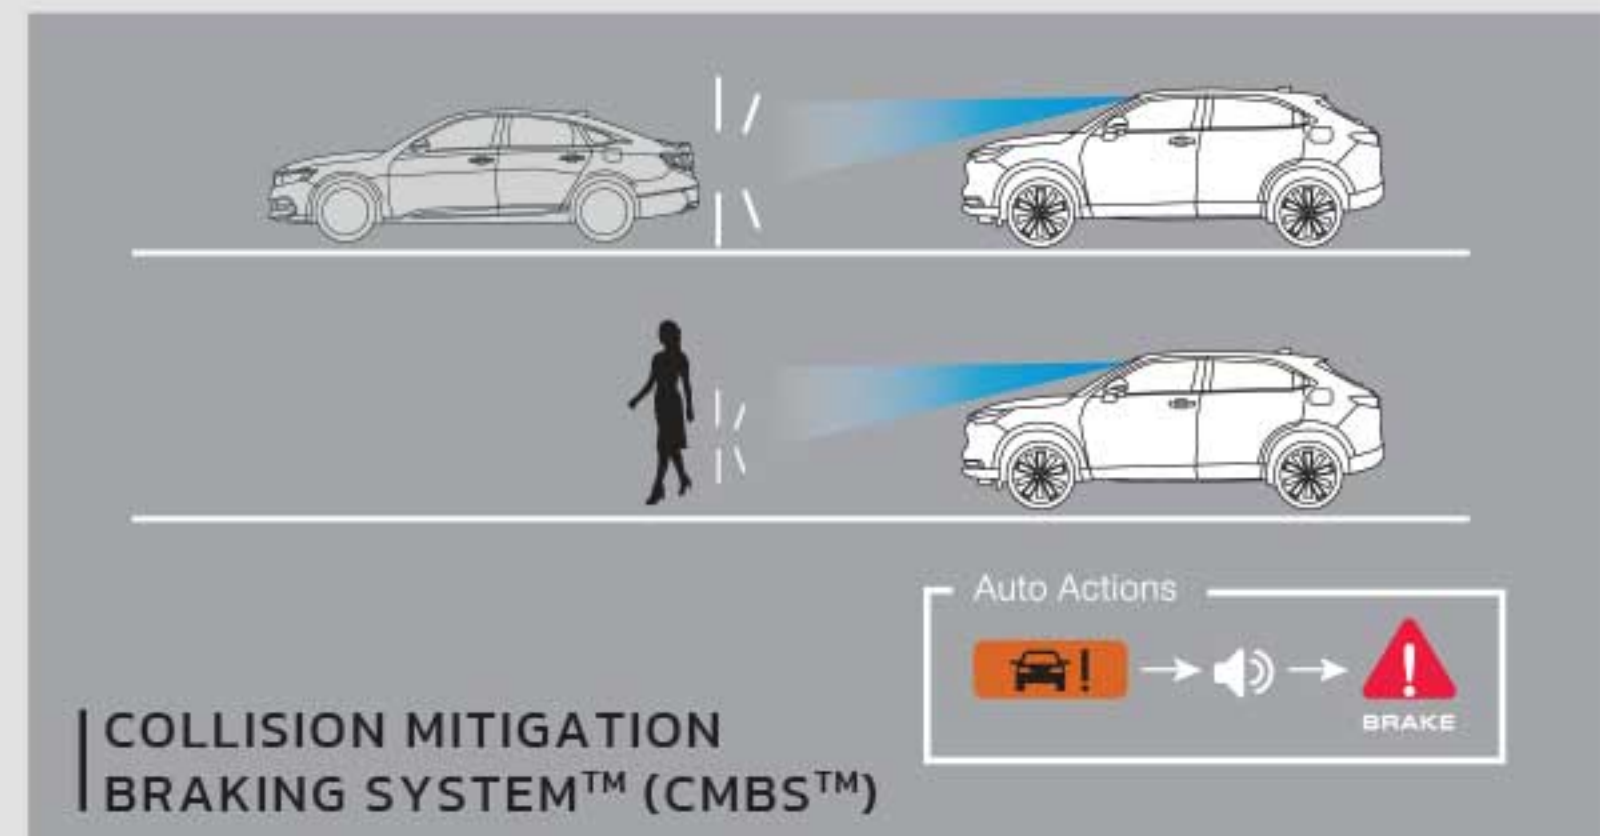 Auto Actions
BRAKE
COLLISION MITIGATION
BRAKING SYSTEM™ (CMBS™)